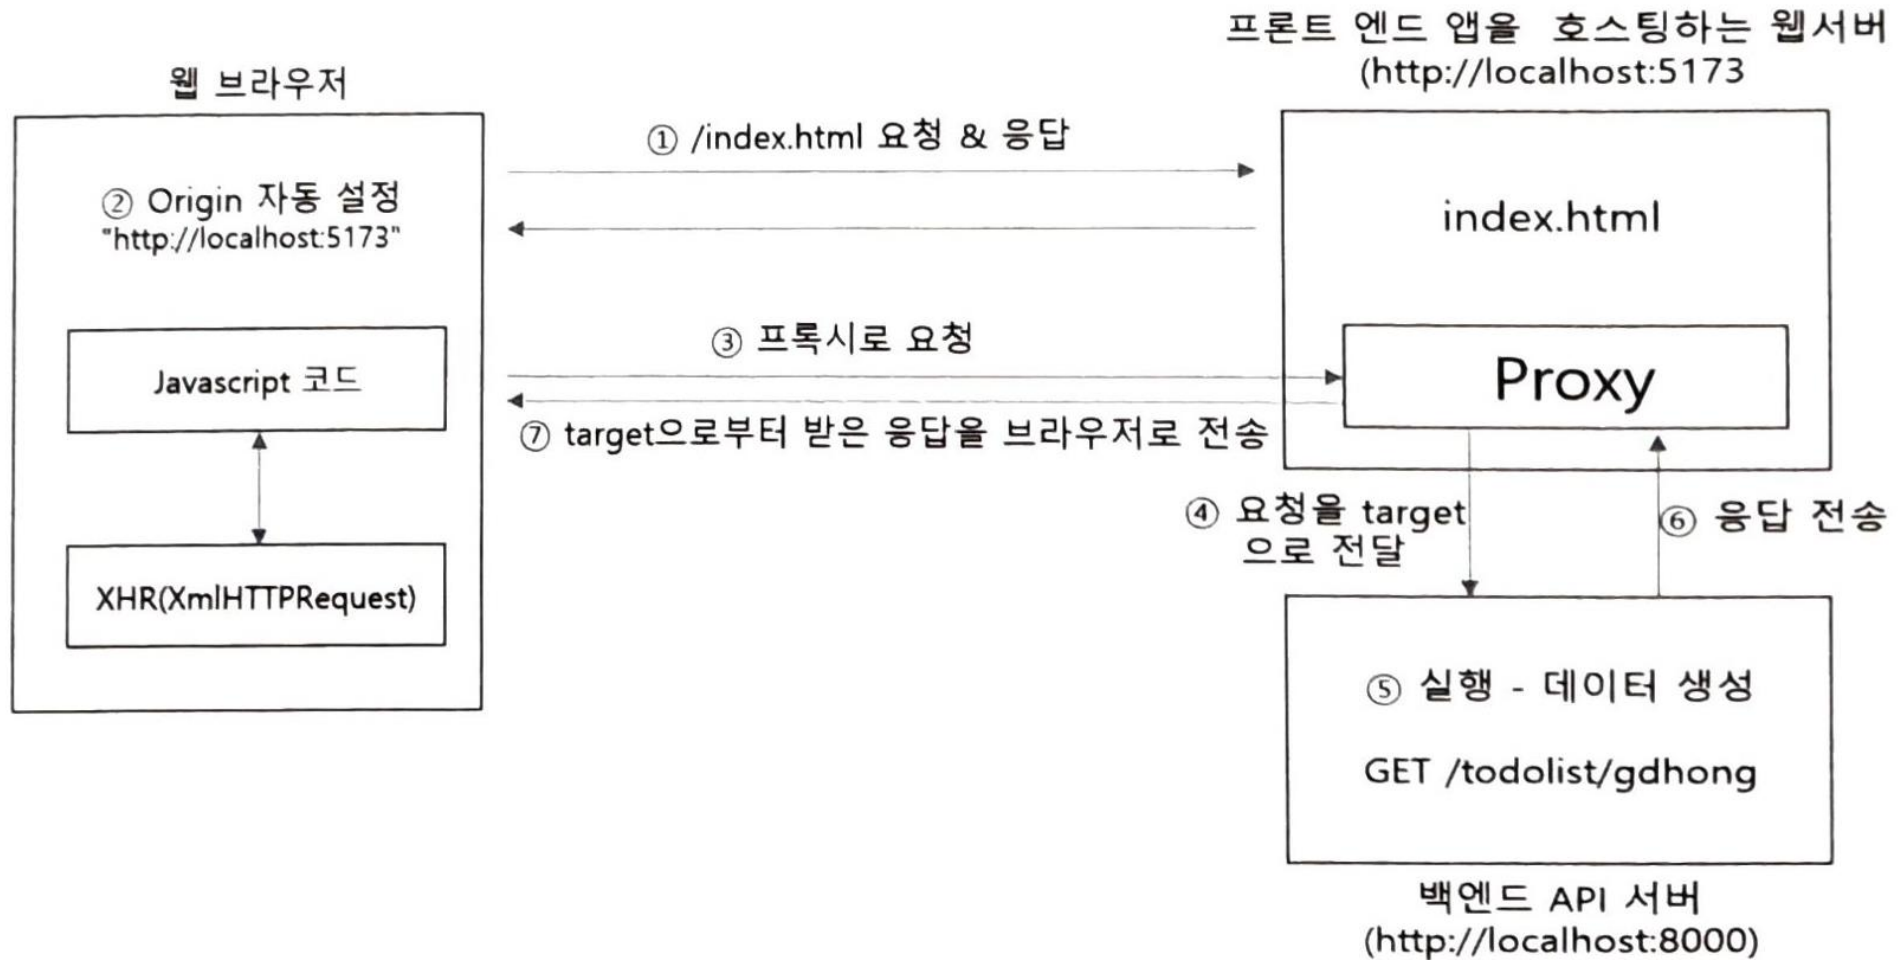 프론트 엔드 앱을 호스팅하는 웹서버
(http://localhost:5173
웹 브라우저
① /index.html 요청 & 응답
② Origin 자동 설정
"http://localhost:5173"
index.html
③ 프록시로 요청
Javascript 코드
Proxy
⑦ target으로부터 받은 응답을 브라우저로 전송
④ 요청을 target
으로 전달
⑥ 응답 전송
XHR(XmlHTTPRequest)
⑤ 실행 - 데이터 생성
GET /todolist/gdhong
백엔드 API 서버
(http://localhost:8000)